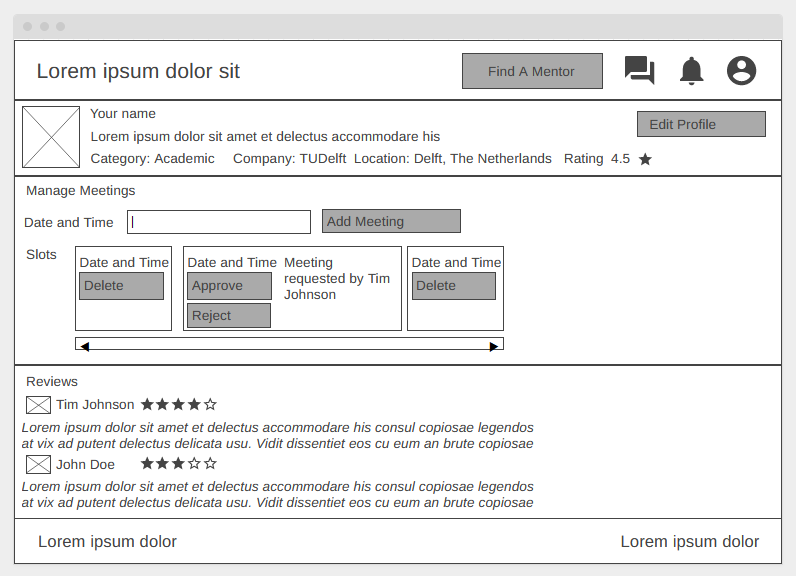 Lorem ipsum dolor sit
Find A Mentor
Your name
Edit Profile
Lorem ipsum dolor sit amet et delectus accommodare his
Category: Academic Company: TUDelft Location: Delft, The Netherlands Rating 4.5
Manage Meetings
Date and Time
Add Meeting
Slots
Date and Time
Delete
Date and Time
Approve
Reject
Meeting
requested by Tim
Johnson
Date and Time
Delete
Reviews
Tim Johnson
Lorem ipsum dolor sit amet et delectus accommodare his consul copiosae legendos
at vix ad putent delectus delicata usu. Vidit dissentiet eos cu eum an brute copiosae
John Doe
Lorem ipsum dolor sit amet et delectus accommodare his consul copiosae legendos
at vix ad putent delectus delicata usu. Vidit dissentiet eos cu eum an brute copiosae
Lorem ipsum dolor
Lorem ipsum dolor